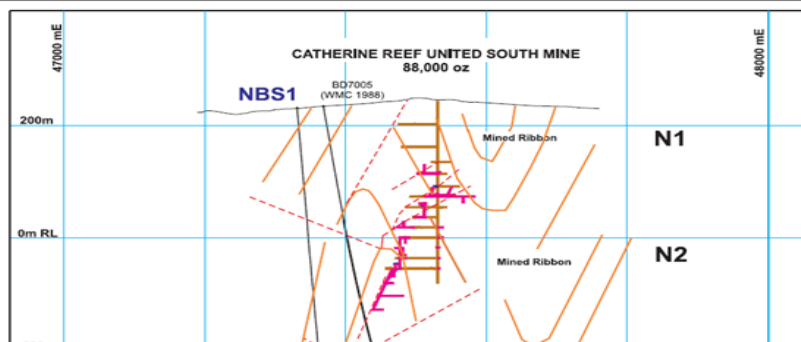 47000 mE
48000 mE
CATHERINE REEF UNITED SOUTH MINE
88,000 oz
NBS1
BD7005
(WMC 1988)
200m
Mined Ribbon
N1
0m RL
Mined Ribbon
N2